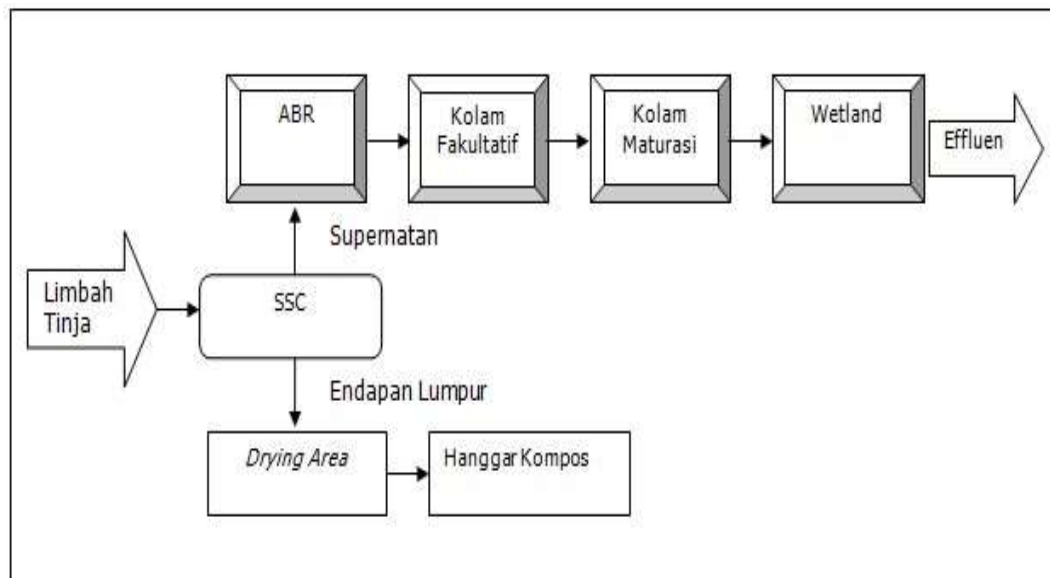 ABR
Kolam
Fakultatif
Kolam
Maturasi
Wetland
Effluen
Supernatan
Limbah
Tinja
SSC
Endapan Lumpur
Drying Area
Hanggar Kompos